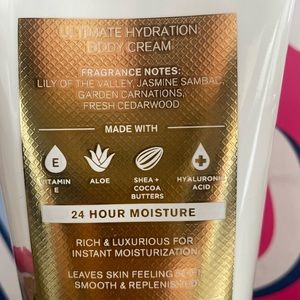 ULTIMATE HYDRATION
BODY CREAM
FRAGRANCE NOTES:
LILY OF THE VALLEY, JASMINE SAMBAC,
GARDEN CARNATIONS,
FRESH CEDARWOOD
MADE WITH
E
VITAMIN E
ALOE
SHEA + COCOA BUTTERS
HYALURONIC ACID
24 HOUR MOISTURE
RICH & LUXURIOUS FOR
INSTANT MOISTURIZATION
LEAVES SKIN FEELING SOFT,
SMOOTH & REPLENISHED